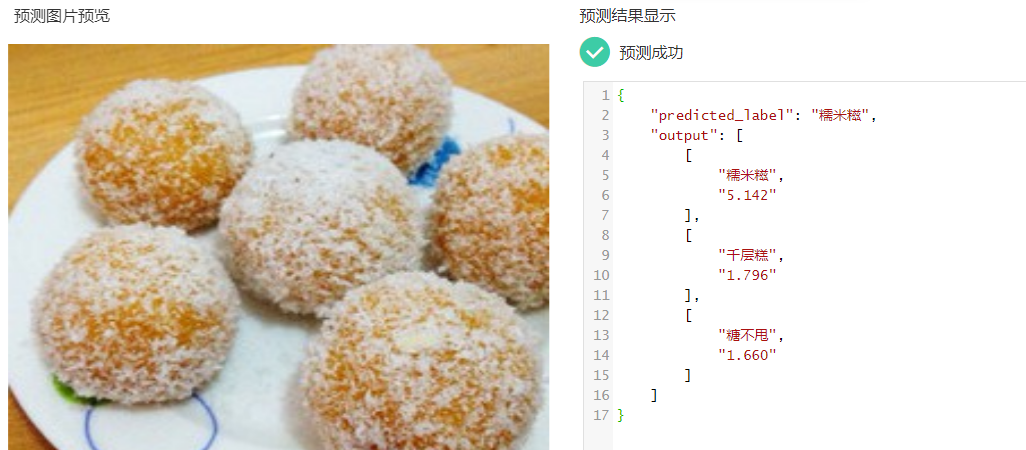 预测图片预览
预测结果显示
预测成功
1 {
2 "predicted_label": "糯米糍",
3 "output": [
4 [
5 "糯米糍",
6 "5.142"
7 ],
8 [
9 "千层糕",
10 "1.796"
11 ],
12 [
13 "糖不甩",
14 "1.660"
15 ]
16 ]
17 }